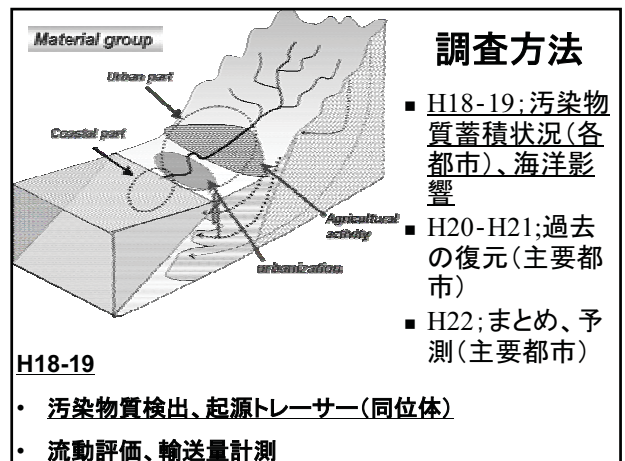 Material group
Urban part
Coastal part
Agricultural
activity
urbanization
調査方法
▪ H18-19;汚染物
質蓄積状況(各
都市)、海洋影
響
▪ H20-H21;過去
の復元(主要都
市)
▪ H22;まとめ、予
測(主要都市)
H18-19
• 汚染物質検出、起源トレーサー(同位体)
• 流動評価、輸送量計測